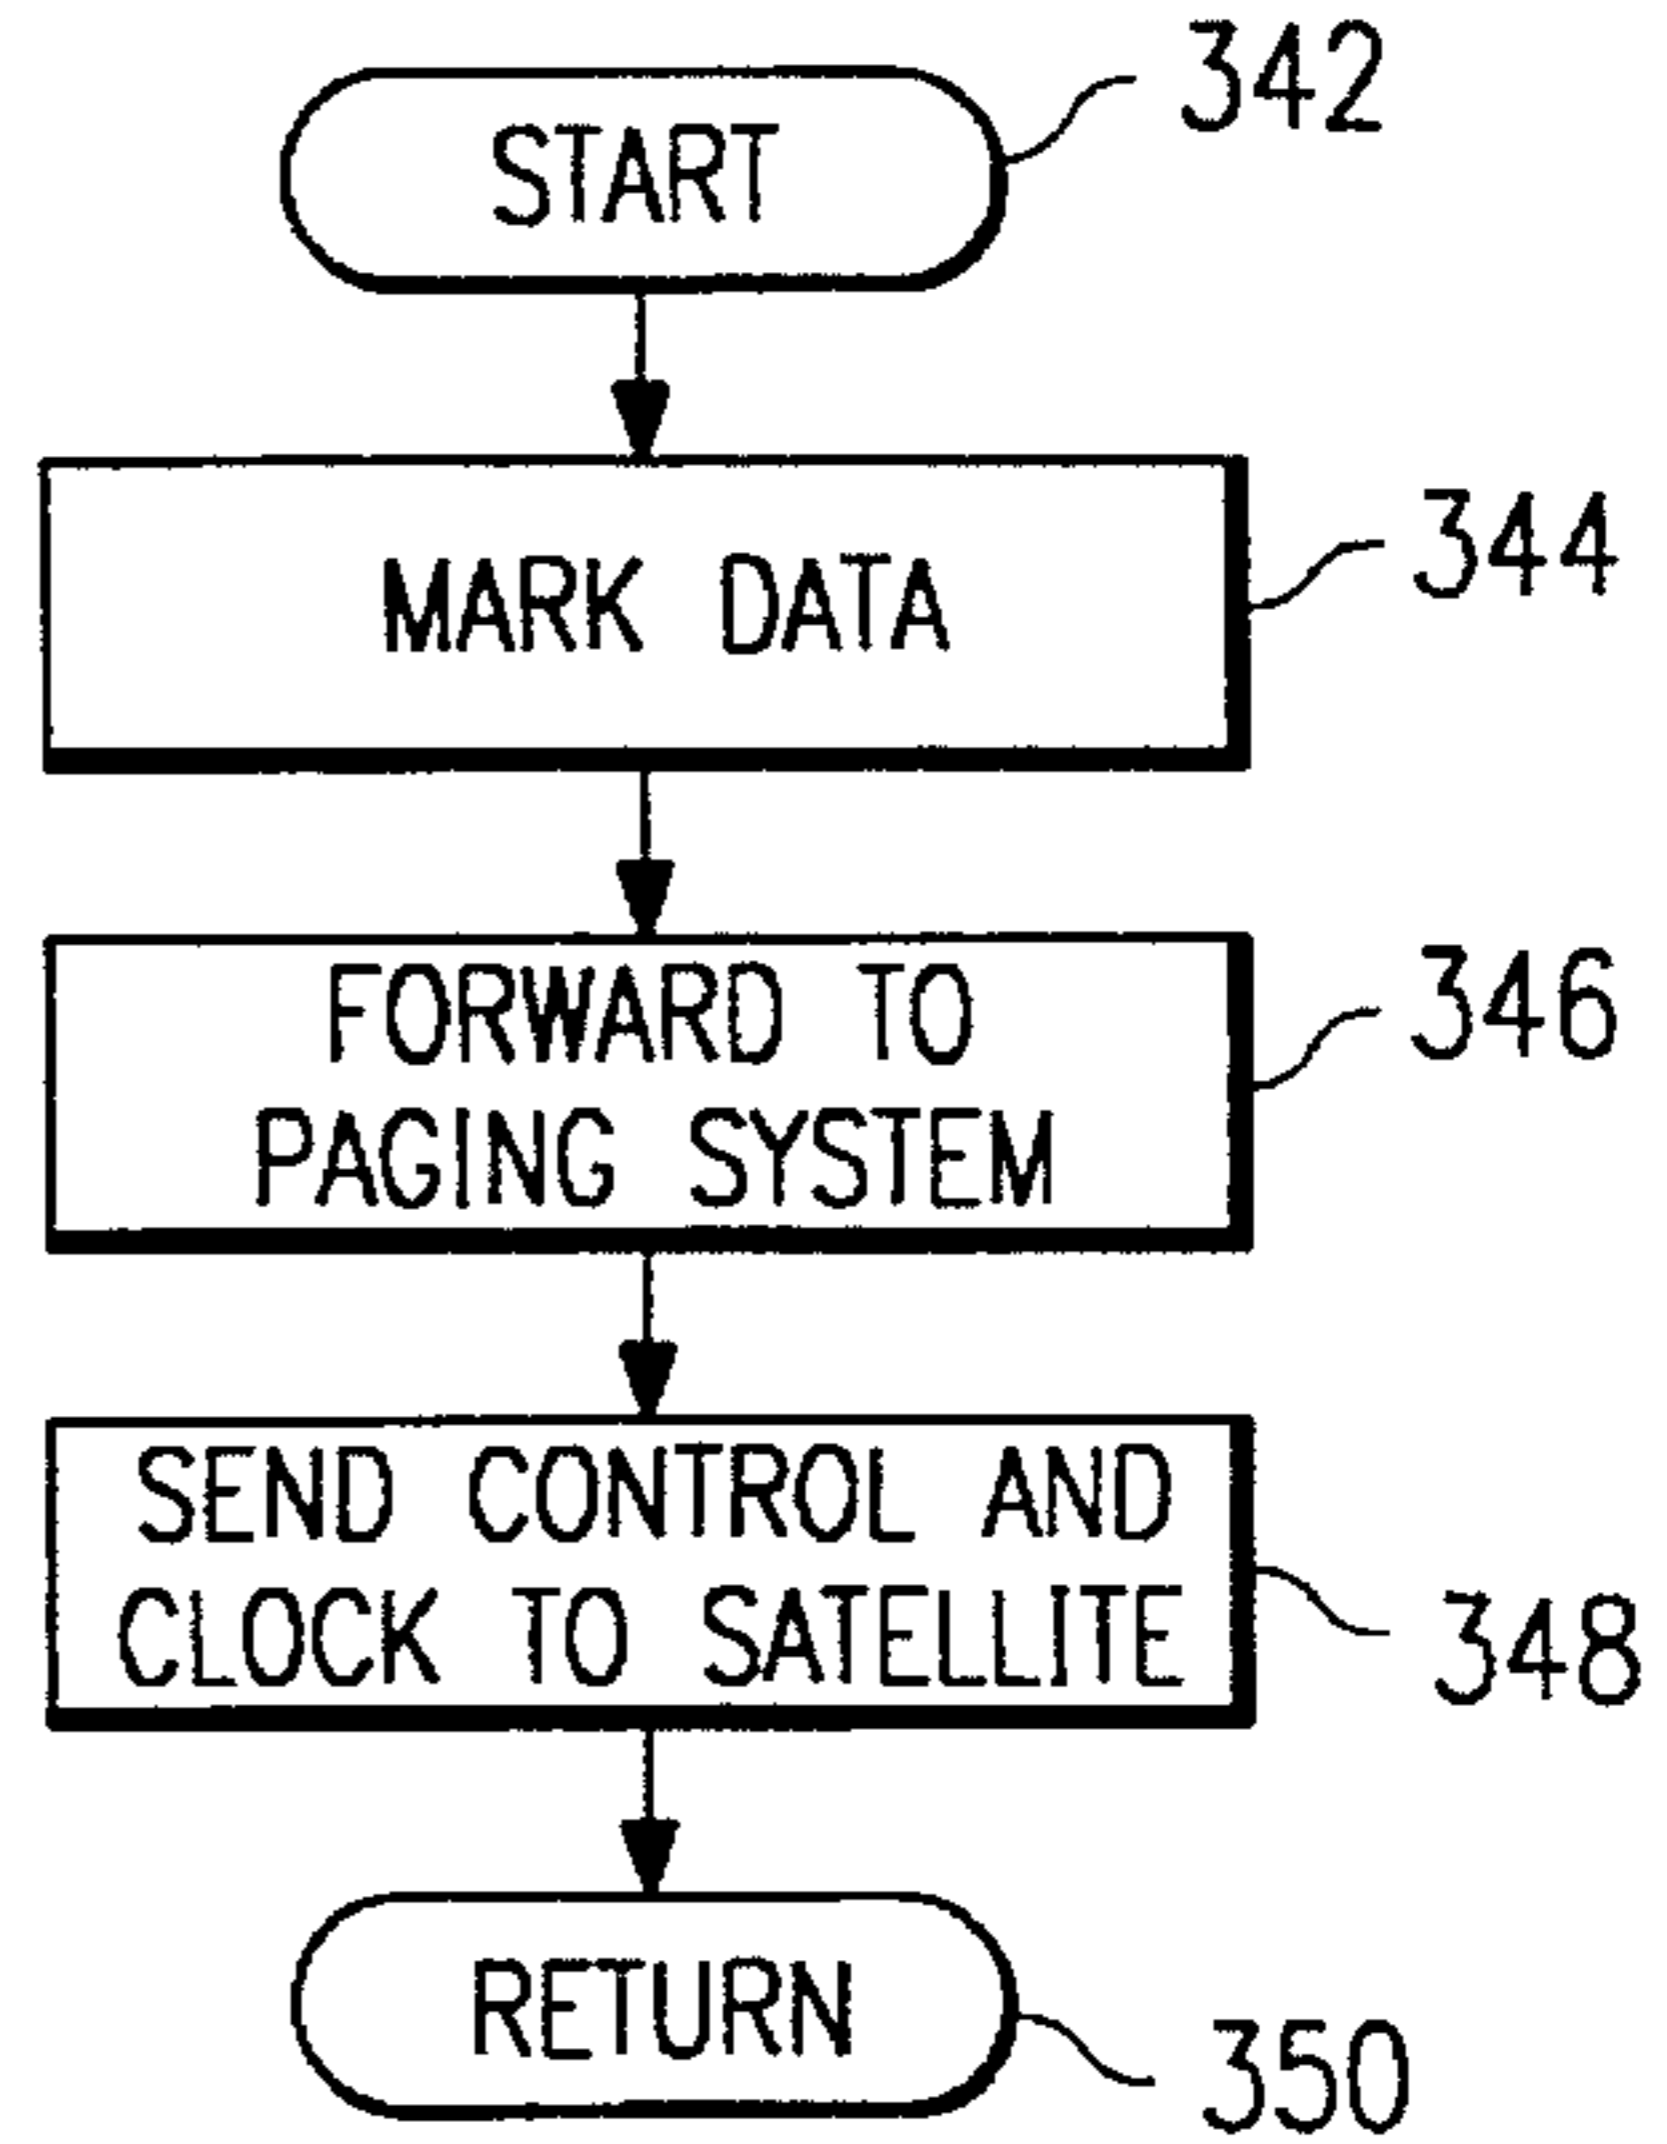 START
342
MARK DATA
344
FORWARD TO
PAGING SYSTEM
346
SEND CONTROL AND
CLOCK TO SATELLITE
348
RETURN
350